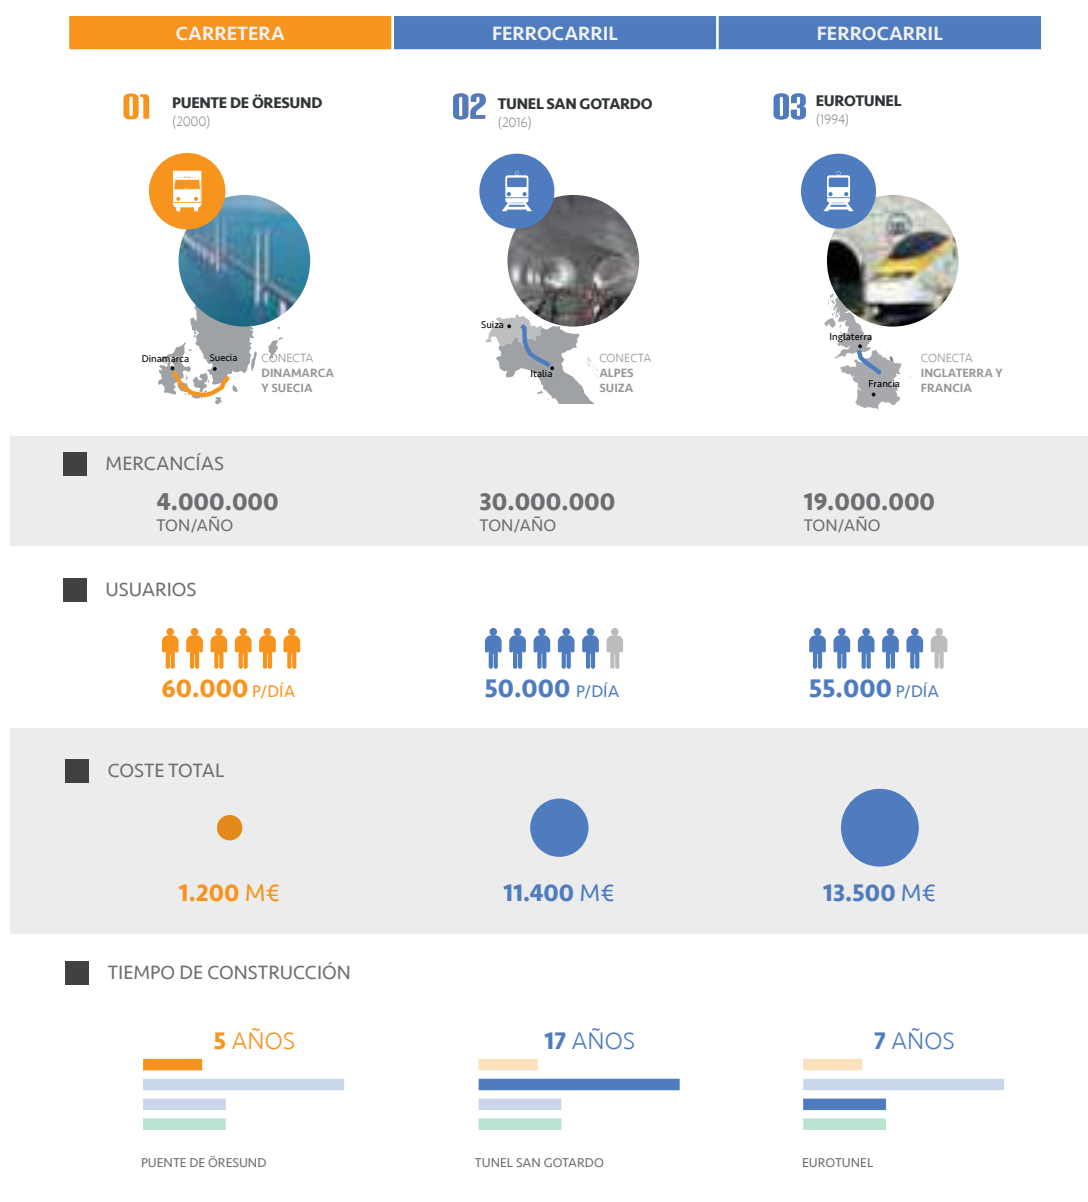 CARRETERA
FERROCARRIL
FERROCARRIL
01 PUENTE DE ÖRESUND
(2000)
02 TUNEL SAN GOTARDO
(2016)
03 EUROTUNEL
(1994)
Dinamarca
Suecia
CONECTA
DINAMARCA
Y SUECIA
Suiza
Italia
CONECTA
ALPES
SUIZA
Inglaterra
Francia
CONECTA
INGLATERRA Y
FRANCIA
MERCANCÍAS
4.000.000
TON/AÑO
30.000.000
TON/AÑO
19.000.000
TON/AÑO
USUARIOS
60.000 P/DÍA
50.000 P/DÍA
55.000 P/DÍA
COSTE TOTAL
1.200 M€
11.400 M€
13.500 M€
TIEMPO DE CONSTRUCCIÓN
5 AÑOS
17 AÑOS
7 AÑOS
PUENTE DE ÖRESUND
TUNEL SAN GOTARDO
EUROTUNEL